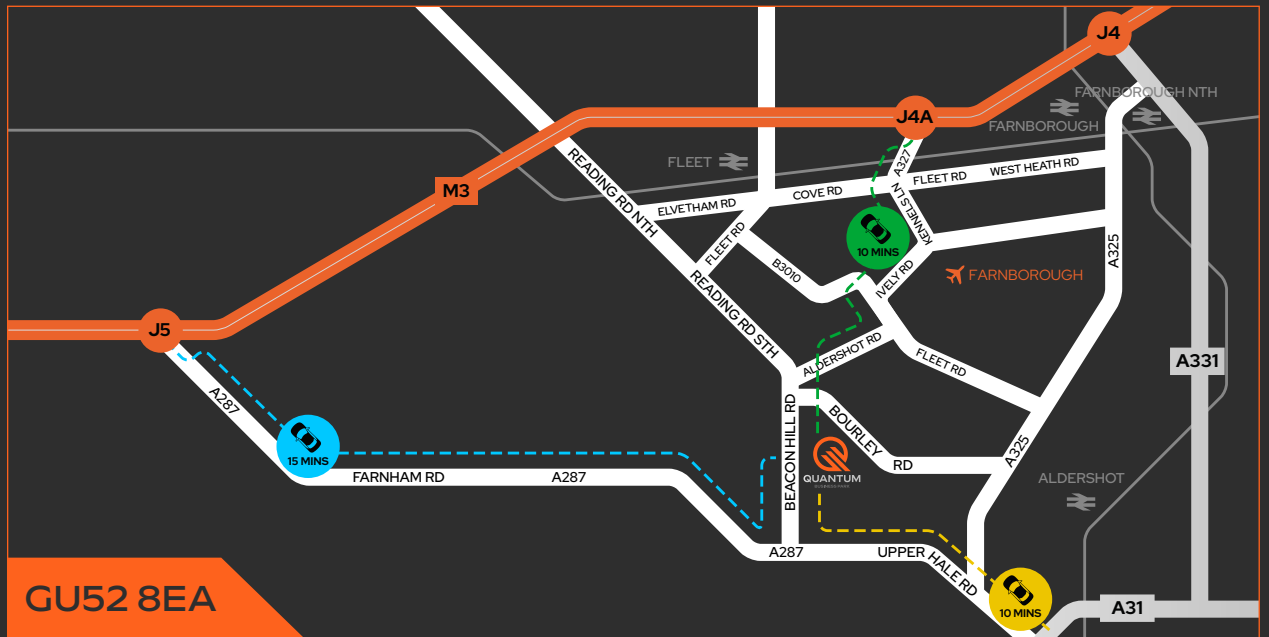 J4
FARNBOROUGH NTH
J4A
FARNBOROUGH
A327
FLEET
FLEET RD
WEST HEATH RD
READING RD NTH
M3
COVE RD
ELVETHAM RD
KENNELS LN
FLEET RD
10 MINS
A325
B3010
IVELY RD
FARNBOROUGH
READING RD STH
J5
ALDERSHOT RD
FLEET RD
A331
A287
BEACON HILL RD
BOURLEY
RD
A325
15 MINS
FARNHAM RD
A287
QUANTUM
BUSINESS PARK
ALDERSHOT
A287
UPPER HALE RD
GU52 8EA
10 MINS
A31